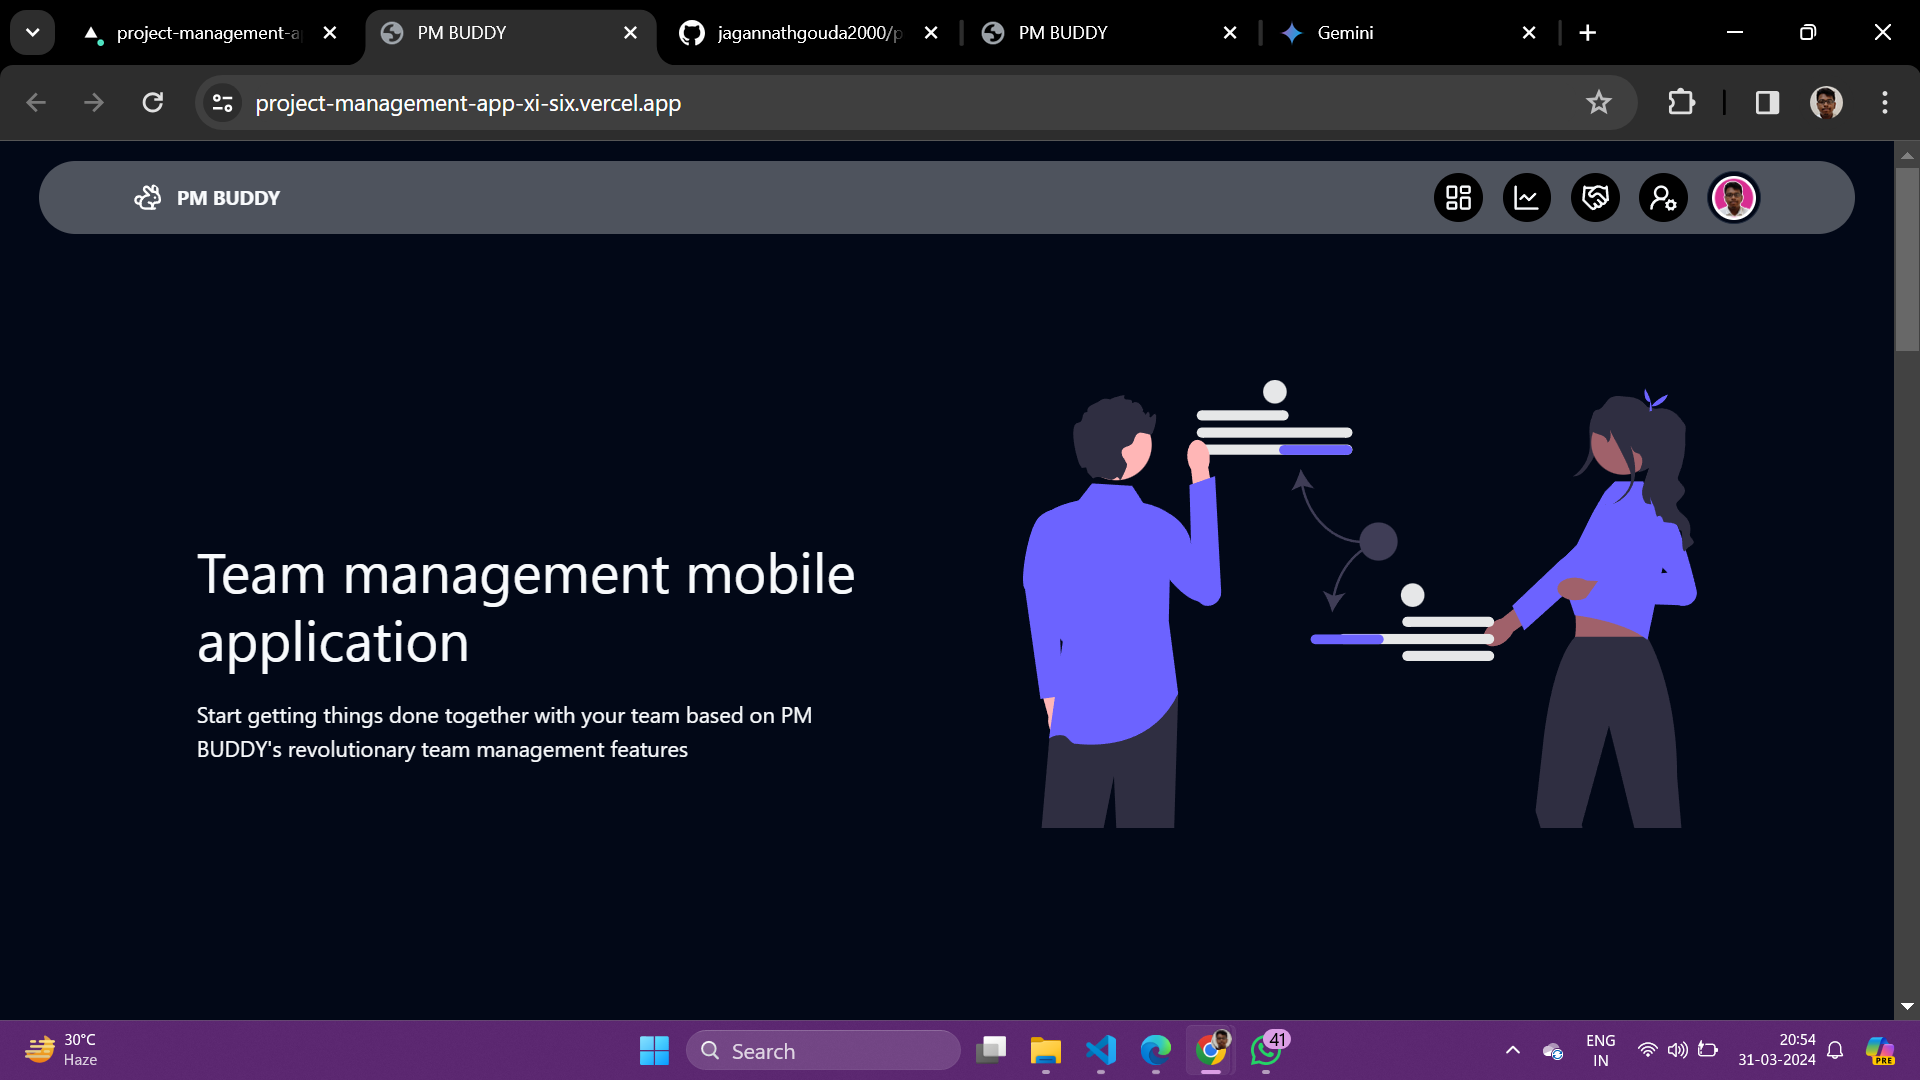 project-management-a
PM BUDDY
jagannathgouda2000/p
PM BUDDY
Gemini
project-management-app-xi-six.vercel.app
PM BUDDY
Team management mobile
application
Start getting things done together with your team based on PM
BUDDY's revolutionary team management features
30°C
Haze
Search
41
ENG
IN
20:54
31-03-2024
PRE